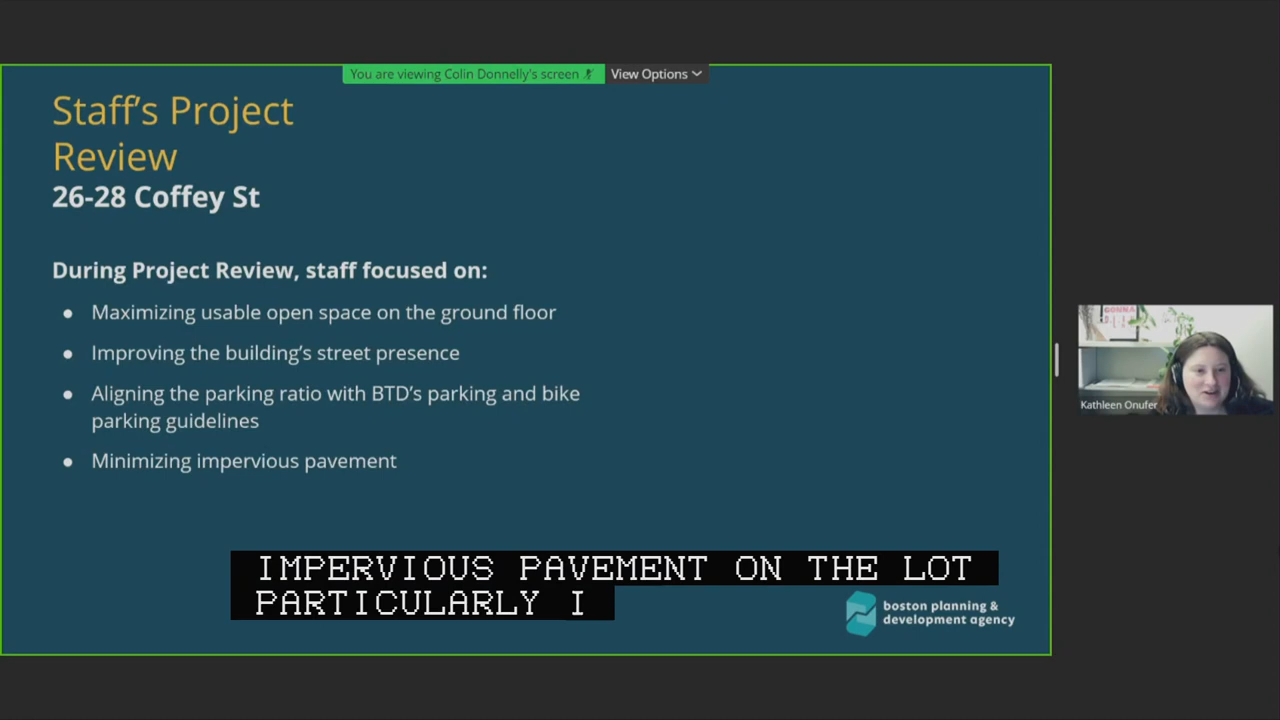 You are viewing Colin Donnelly's screen
View Options
Staff's Project
Review
26-28 Coffey St
During Project Review, staff focused on:
● Maximizing usable open space on the ground floor
● Improving the building's street presence
● Aligning the parking ratio with BTD's parking and bike
parking guidelines
● Minimizing impervious pavement
GONNA
Kathleen Onufer
IMPERVIOUS PAVEMENT ON THE LOT
PARTICULARLY I
boston planning &
development agency